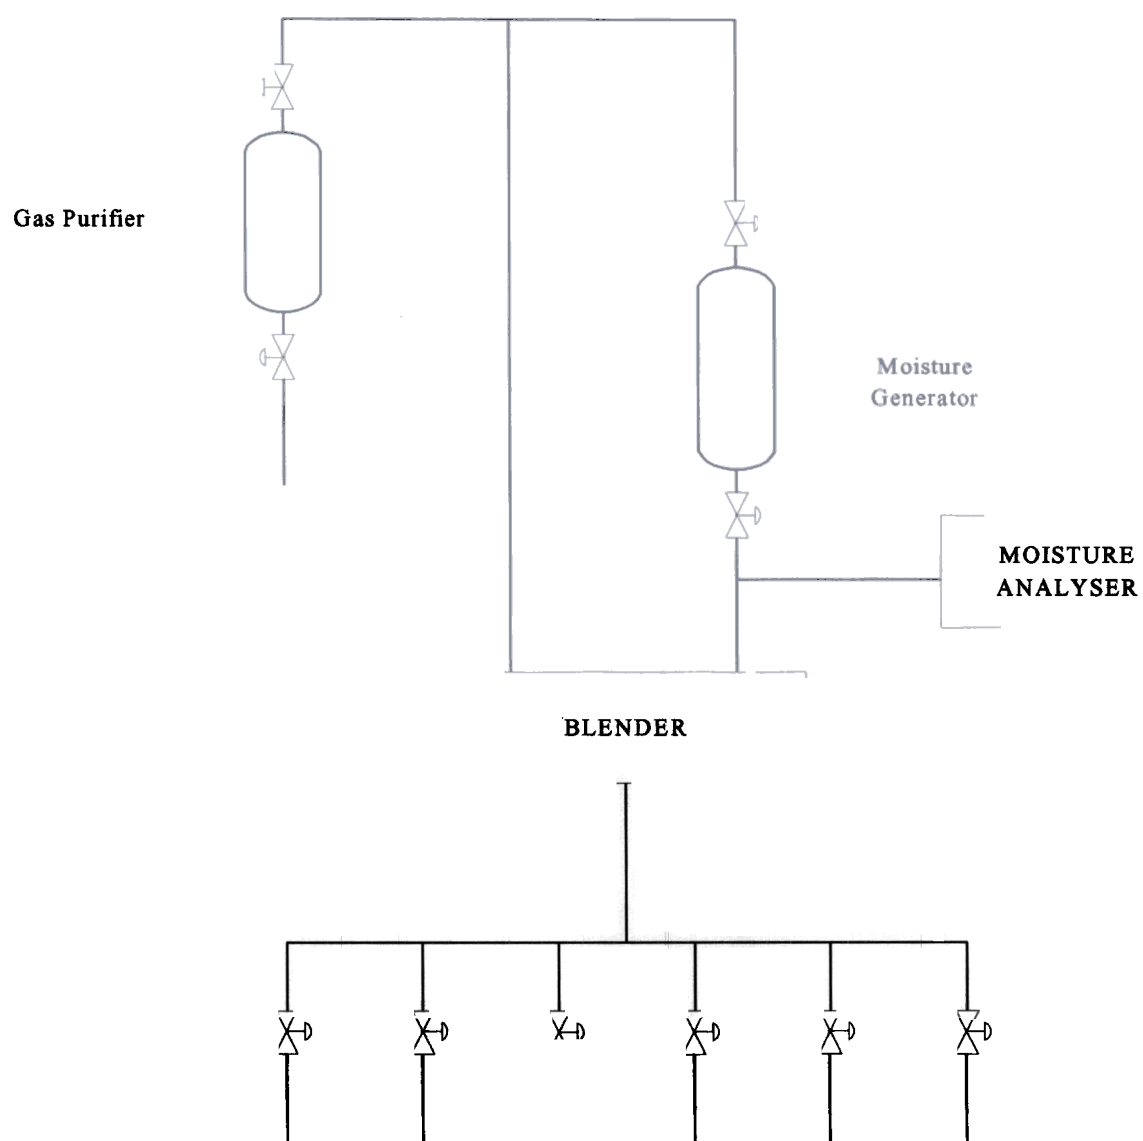 Gas Purifier
Moisture
Generator
MOISTURE
ANALYSER
BLENDER